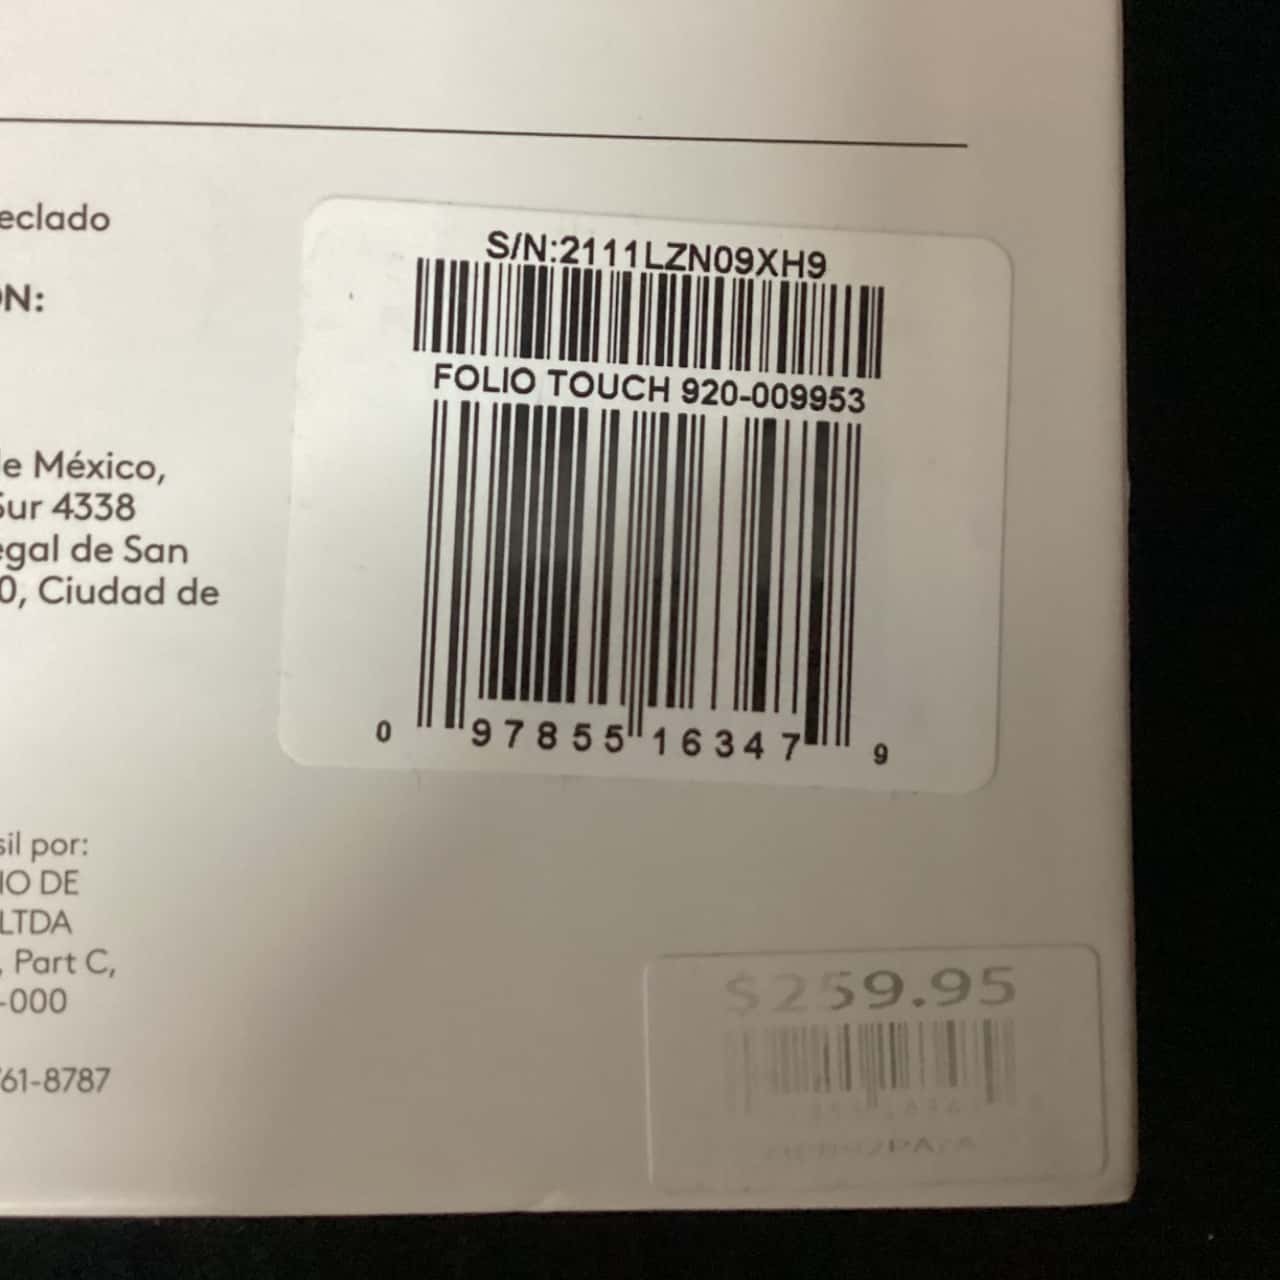 eclado
ON:
de México,
Sur 4338
egal de San
0, Ciudad de
S/N:2111LZN09XH9
FOLIO TOUCH 920-009953
0 97855 16347 9
sil por:
IO DE
LTDA
, Part C,
-000
761-8787
$259.95